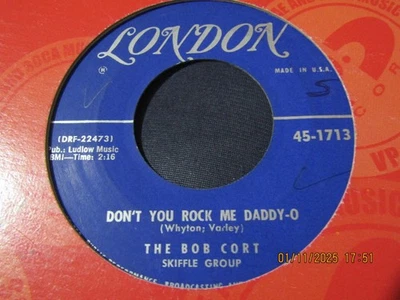 LONDON
MADE IN U.S.A.
(DRF-22473)
Pub.: Ludlow Music
BMI—Time: 2:16
45-1713
DON'T YOU ROCK ME DADDY-O
(Whyton; Varley)
THE BOB CORT
SKIFFLE GROUP
01/11/2025 17:51